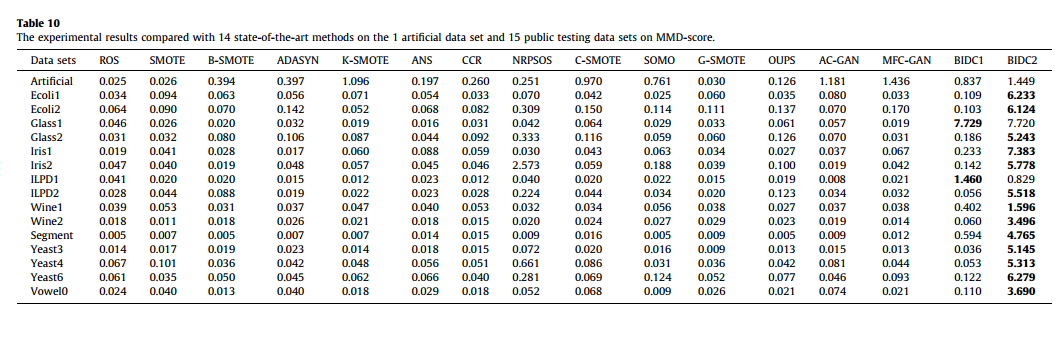 Table 10
The experimental results compared with 14 state-of-the-art methods on the 1 artificial data set and 15 public testing data sets on MMD-score.
Data sets ROS SMOTE B-SMOTE ADASYN K-SMOTE ANS CCR NRPSOS C-SMOTE SOMO G-SMOTE OUPS AC-GAN MFC-GAN BIDC1 BIDC2
Artificial 0.025 0.026 0.394 0.397 1.096 0.197 0.260 0.251 0.970 0.761 0.030 0.126 1.181 1.436 0.837 1.449
Ecoli1 0.034 0.094 0.063 0.056 0.071 0.054 0.033 0.070 0.042 0.025 0.060 0.035 0.080 0.033 0.109 6.233
Ecoli2 0.064 0.090 0.070 0.142 0.052 0.068 0.082 0.309 0.150 0.114 0.111 0.137 0.070 0.170 0.103 6.124
Glass1 0.046 0.026 0.020 0.032 0.019 0.016 0.031 0.042 0.064 0.029 0.033 0.061 0.057 0.019 7.729 7.720
Glass2 0.031 0.032 0.080 0.106 0.087 0.044 0.092 0.333 0.116 0.059 0.060 0.126 0.070 0.031 0.186 5.243
Iris1 0.019 0.041 0.028 0.017 0.060 0.088 0.059 0.030 0.043 0.063 0.034 0.027 0.037 0.067 0.233 7.383
Iris2 0.047 0.040 0.019 0.048 0.057 0.045 0.046 2.573 0.059 0.188 0.039 0.100 0.019 0.042 0.142 5.778
ILPD1 0.041 0.020 0.020 0.015 0.012 0.023 0.012 0.040 0.020 0.022 0.015 0.019 0.008 0.021 1.460 0.829
ILPD2 0.028 0.044 0.088 0.019 0.022 0.023 0.028 0.224 0.044 0.034 0.020 0.123 0.034 0.032 0.056 5.518
Wine1 0.039 0.053 0.031 0.037 0.047 0.040 0.053 0.032 0.034 0.056 0.038 0.027 0.037 0.038 0.402 1.596
Wine2 0.018 0.011 0.018 0.026 0.021 0.018 0.015 0.020 0.024 0.027 0.029 0.023 0.019 0.014 0.060 3.496
Segment 0.005 0.007 0.005 0.007 0.007 0.014 0.015 0.009 0.016 0.005 0.009 0.005 0.009 0.012 0.594 4.765
Yeast3 0.014 0.017 0.019 0.023 0.014 0.018 0.015 0.072 0.020 0.016 0.009 0.013 0.015 0.013 0.036 5.145
Yeast4 0.067 0.101 0.036 0.042 0.048 0.056 0.051 0.661 0.086 0.031 0.036 0.042 0.081 0.044 0.053 5.313
Yeast6 0.061 0.035 0.050 0.045 0.062 0.066 0.040 0.281 0.069 0.124 0.052 0.077 0.046 0.093 0.122 6.279
Vowel0 0.024 0.040 0.013 0.040 0.018 0.029 0.018 0.052 0.068 0.009 0.026 0.021 0.074 0.021 0.110 3.690